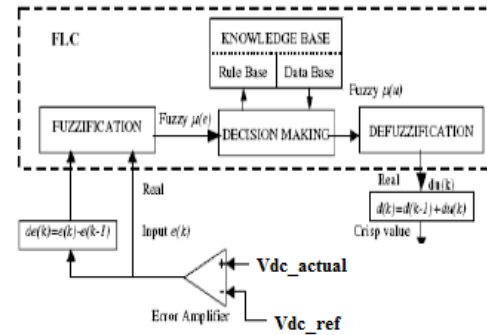 FLC
KNOWLEDGE BASE
Rule Base
Data Base
Fuzzy μ(e)
Fuzzy μ(u)
FUZZIFICATION
DECISION MAKING
DEFUZZIFICATION
Real
Real
du(k)
de(k)=e(k)-e(k-1)
Input e(k)
d(k)=d(k-1)+du(k)
Crisp value
+
Vdc_actual
-
Vdc_ref
Error Amplifier